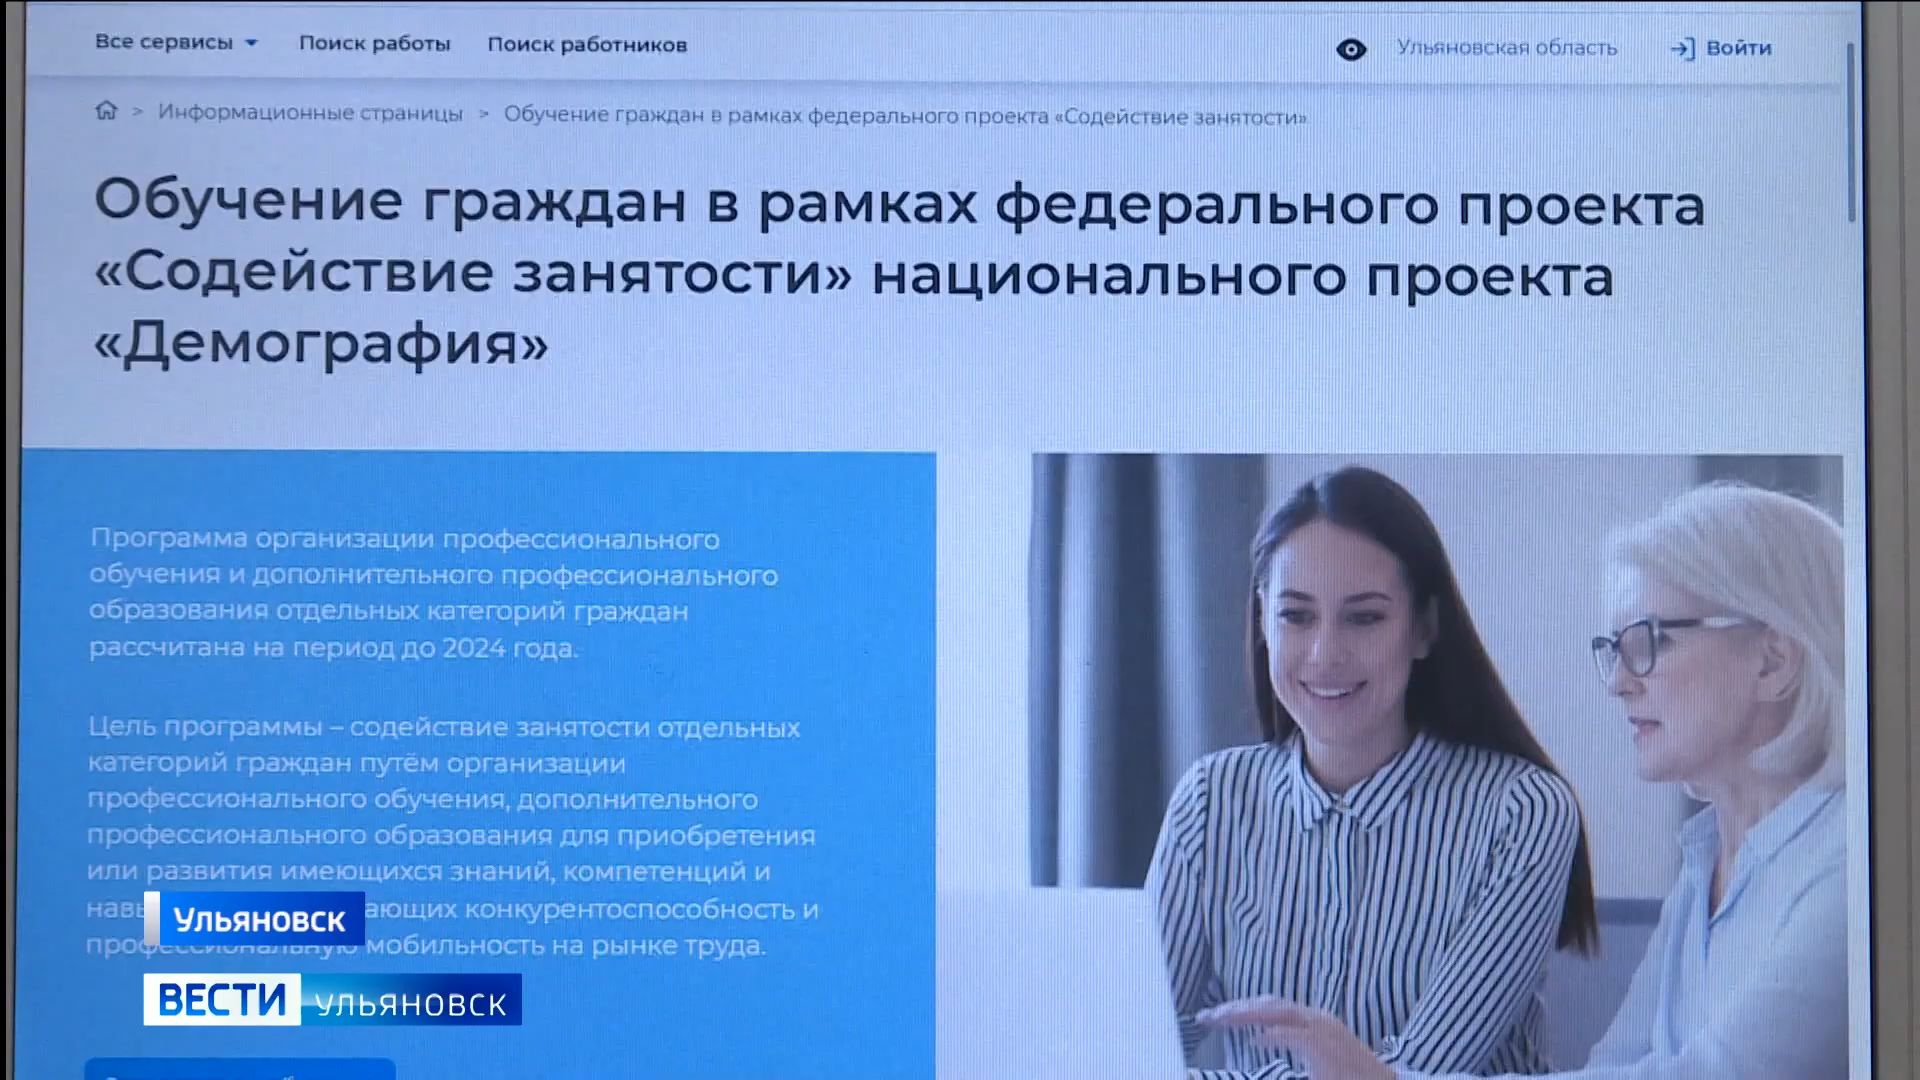 Все сервисы
Поиск работы
Поиск работников
Ульяновская область
Войти
> Информационные страницы > Обучение граждан в рамках федерального проекта «Содействие занятости»
Обучение граждан в рамках федерального проекта
«Содействие занятости» национального проекта
«Демография»
Программа организации профессионального
обучения и дополнительного профессионального
образования отдельных категорий граждан
рассчитана на период до 2024 года.
Цель программы – содействие занятости отдельных
категорий граждан путём организации
профессионального обучения, дополнительного
профессионального образования для приобретения
или развития имеющихся знаний, компетенций и
конкурентоспособность и
профессиональную мобильность на рынке труда.
Ульяновск
ВЕСТИ УЛЬЯНОВСК